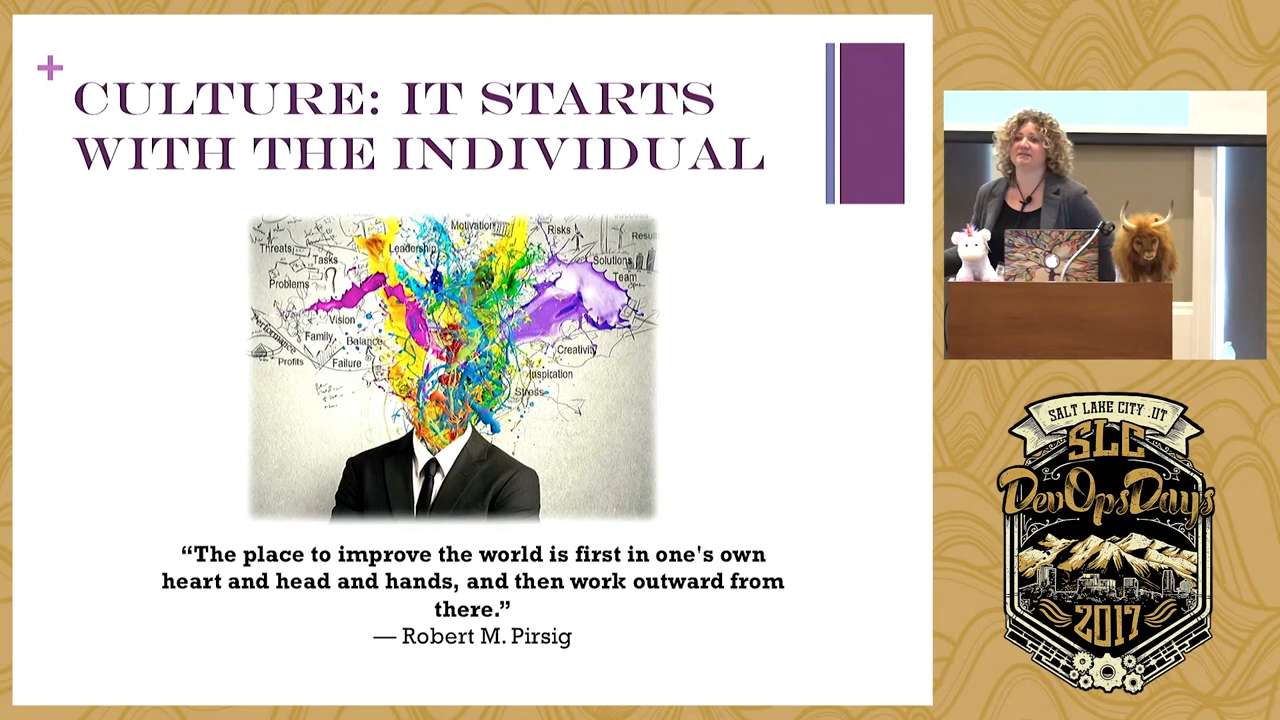 +
CULTURE: IT STARTS
WITH THE INDIVIDUAL
Motivation
Risks
Threats
Leadership
Tasks
Solutions
Team
Problems
Vision
Family
Balance
Performance
Profits
Failure
Creativity
Inspiration
Stress
“The place to improve the world is first in one's own
heart and head and hands, and then work outward from
there.”
— Robert M. Pirsig
SALT LAKE CITY .UT
SLC
DevOpsDays
2017